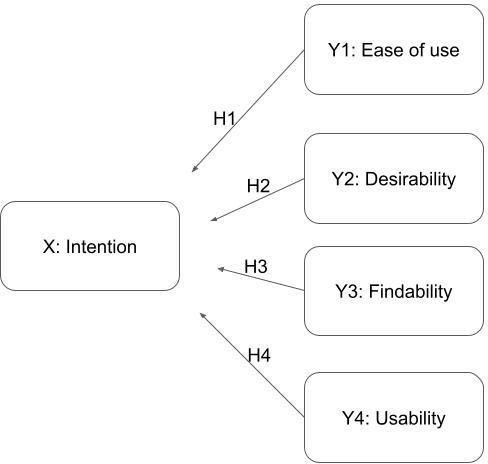 Y1: Ease of use
H1
H2
Y2: Desirability
X: Intention
H3
Y3: Findability
H4
Y4: Usability